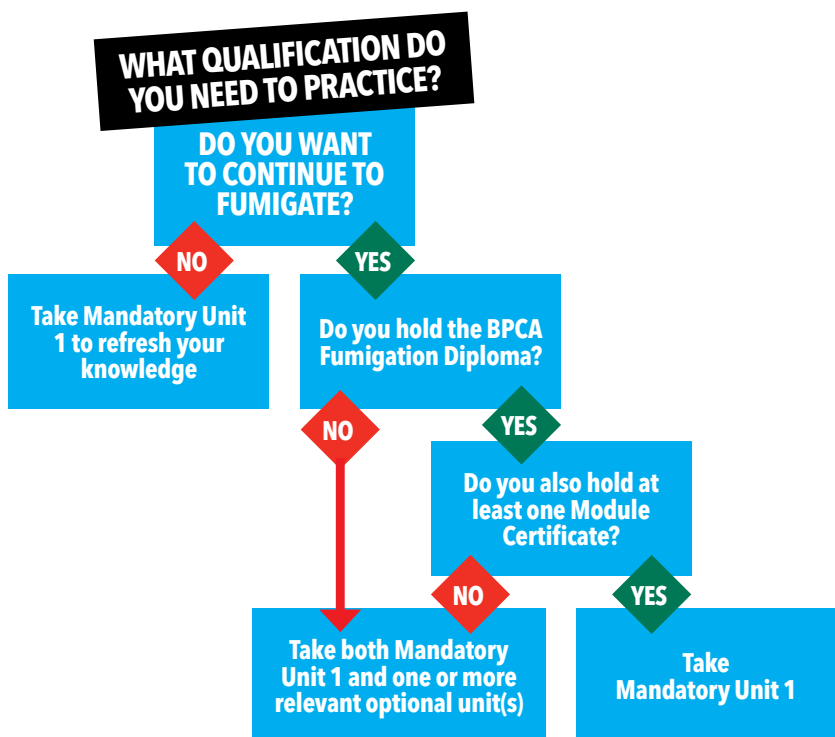 WHAT QUALIFICATION DO
YOU NEED TO PRACTICE?
DO YOU WANT
TO CONTINUE TO
FUMIGATE?
NO
YES
Take Mandatory Unit
1 to refresh your
knowledge
Do you hold the BPCA
Fumigation Diploma?
NO
YES
Do you also hold at
least one Module
Certificate?
NO
YES
Take both Mandatory
Unit 1 and one or more
relevant optional unit(s)
Take
Mandatory Unit 1